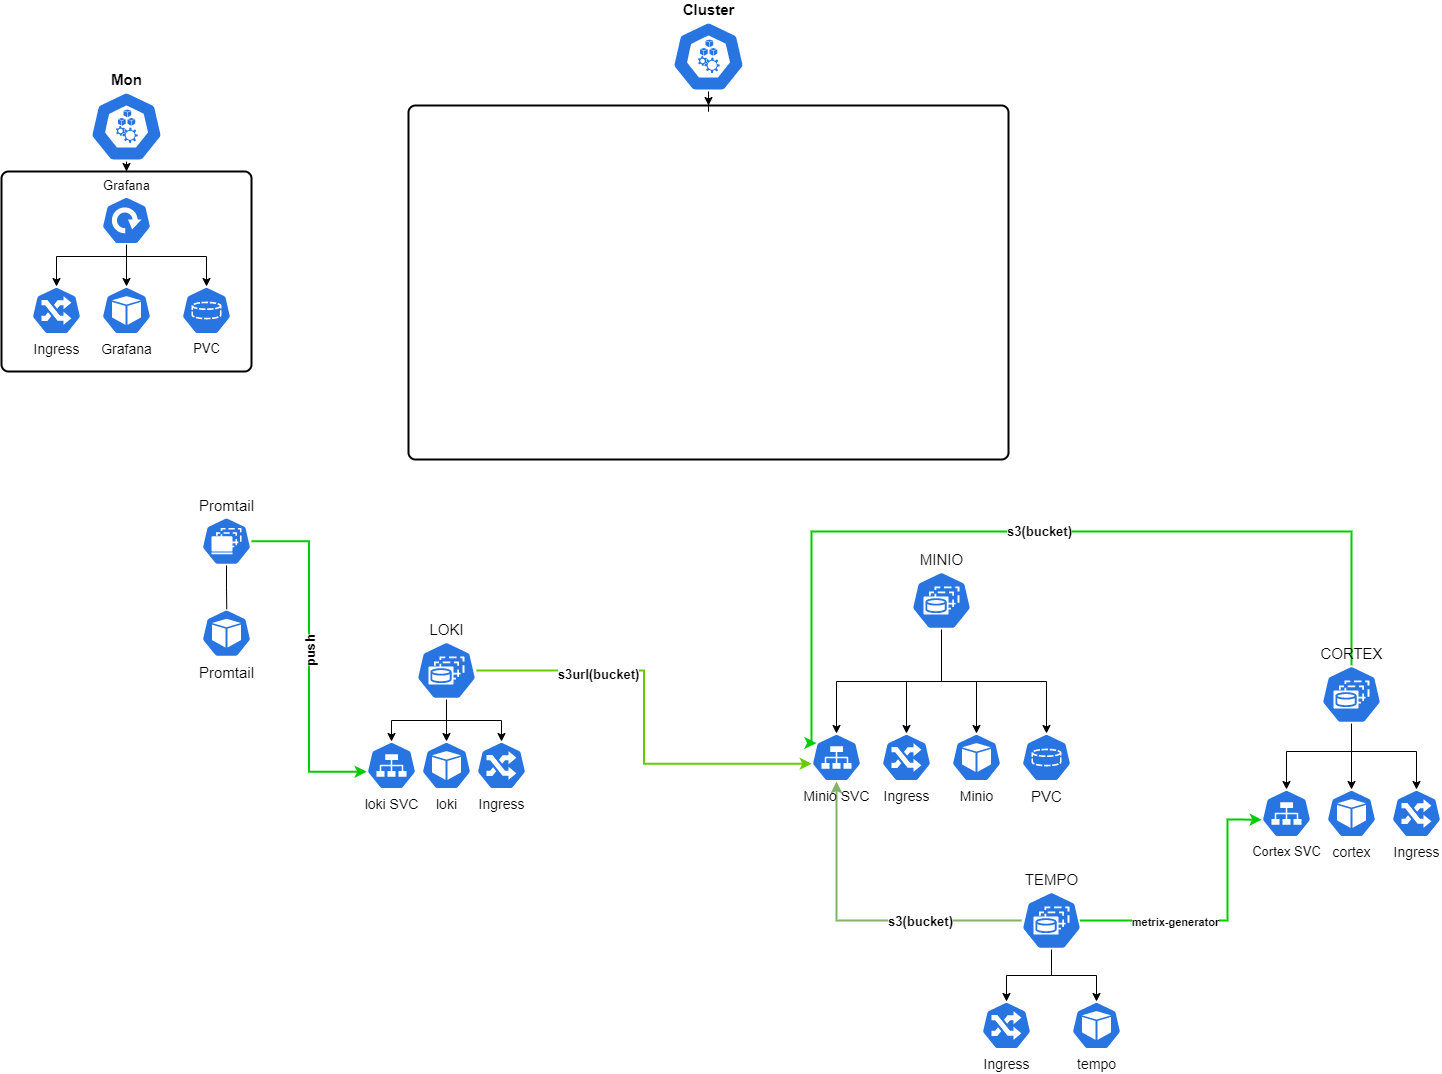 Cluster
Mon
Grafana
Ingress
Grafana
PVC
Promtail
s3(bucket)
MINIO
push
LOKI
CORTEX
Promtail
s3url(bucket)
loki SVC
loki
Ingress
Minio SVC
Ingress
Minio
PVC
Cortex SVC
cortex
Ingress
TEMPO
s3(bucket)
metrix-generator
Ingress
tempo